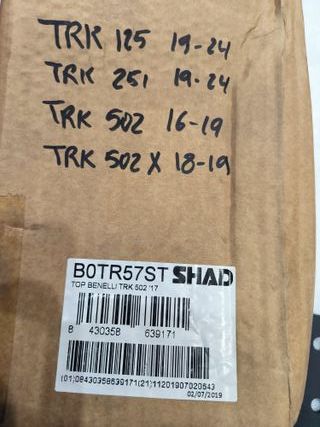 TRK 125 19-24
TRK 251 19-24
TRK 502 16-19
TRK 502 X 18-19
B0TR57ST SHAD
TOP BENELLI TRK 502 '17
8 430358 639171
(01)08430358639171(21)11201907020543
02/07/2019